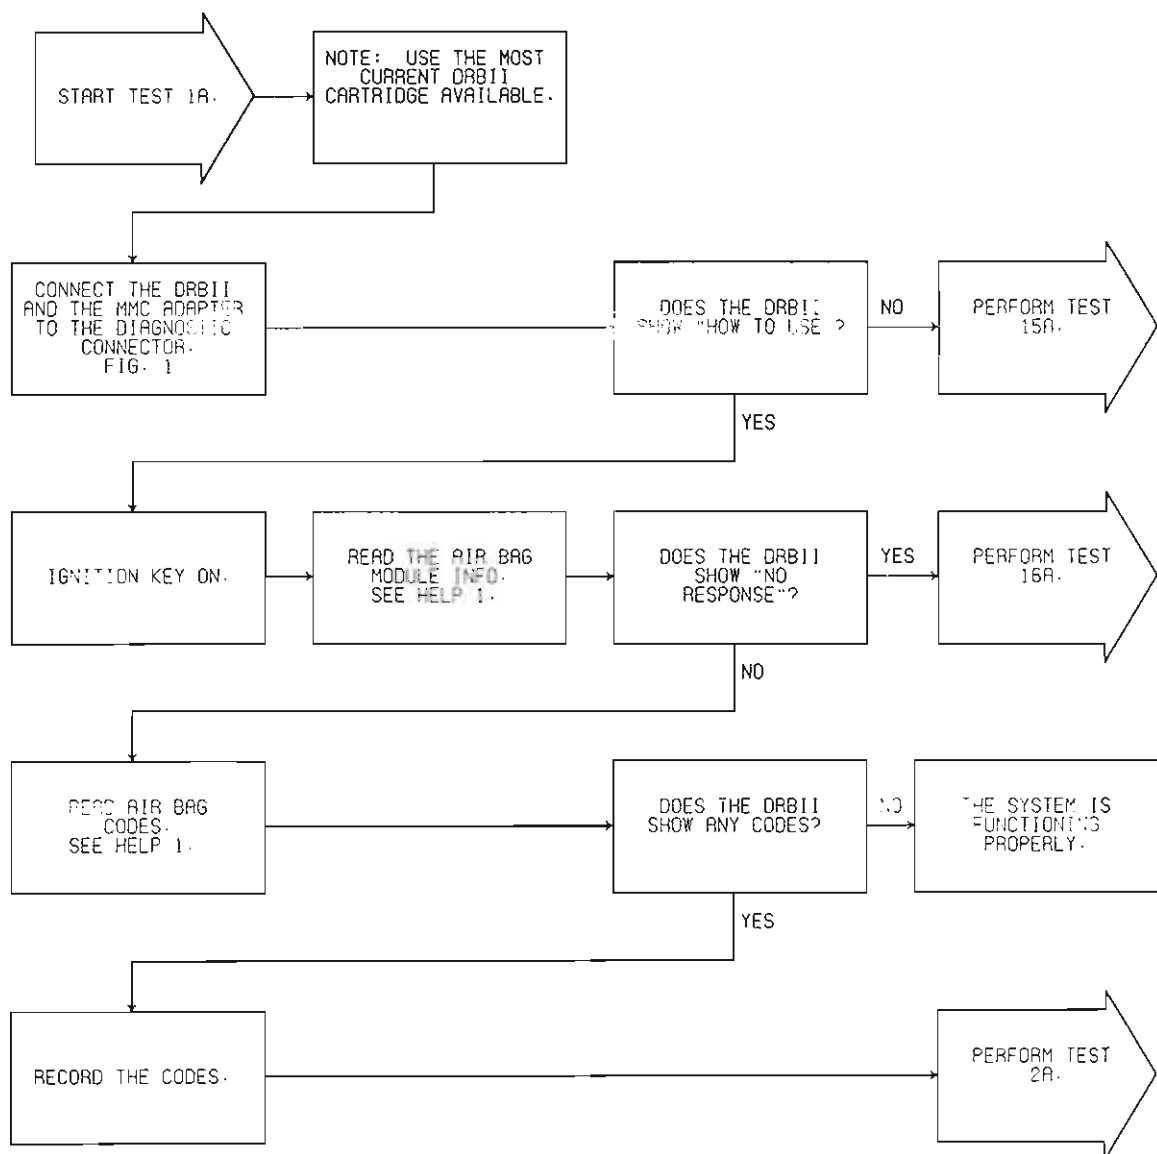 START TEST 1A.
NOTE: USE THE MOST
CURRENT DRBII
CARTRIDGE AVAILABLE.
CONNECT THE DRBII
AND THE MMC ADAPTER
TO THE DIAGNOSTIC
CONNECTOR.
FIG. 1
DOES THE DRBII
SHOW "HOW TO USE ?
NO
PERFORM TEST
15A.
YES
IGNITION KEY ON.
READ THE AIR BAG
MODULE INFO.
SEE HELP 1.
DOES THE DRBII
SHOW "NO
RESPONSE"?
YES
PERFORM TEST
16A.
NO
READ AIR BAG
CODES.
SEE HELP 1.
DOES THE DRBII
SHOW ANY CODES?
NO
THE SYSTEM IS
FUNCTIONING
PROPERLY.
YES
RECORD THE CODES.
PERFORM TEST
2A.